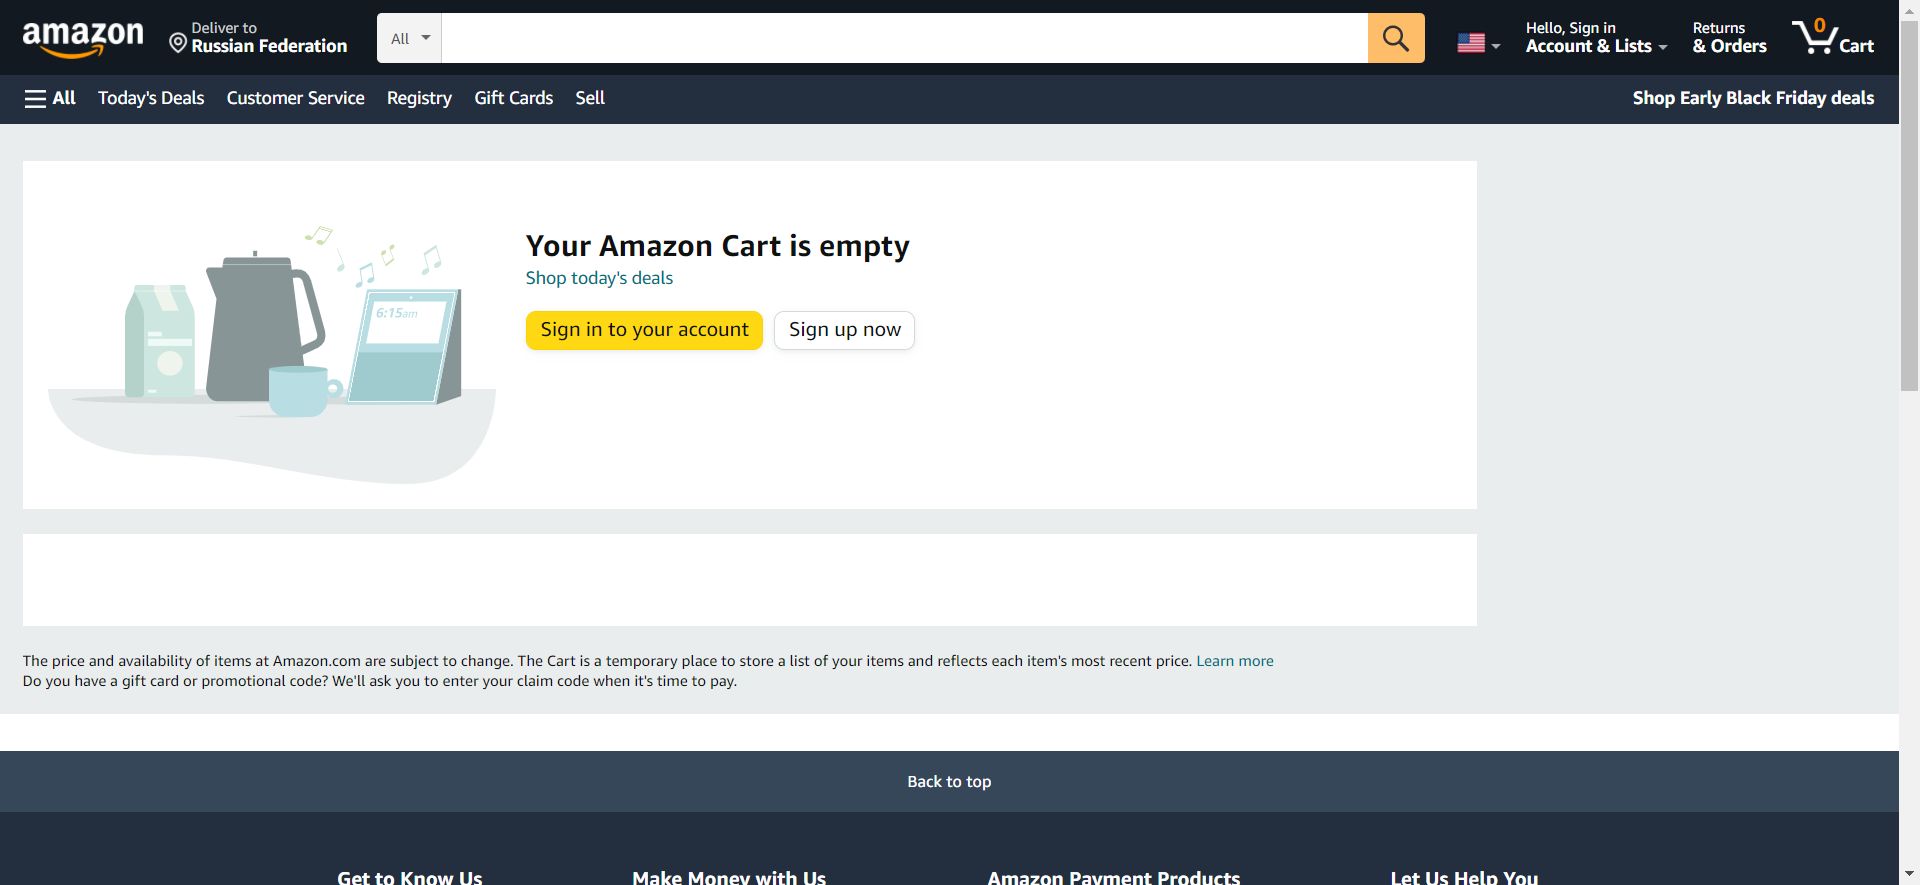 amazon
Deliver to
Russian Federation
All
Hello, Sign in
Account & Lists
Returns
& Orders
0
Cart
All
Today's Deals
Customer Service
Registry
Gift Cards
Sell
Shop Early Black Friday deals
6:15am
Your Amazon Cart is empty
Shop today's deals
Sign in to your account
Sign up now
The price and availability of items at Amazon.com are subject to change. The Cart is a temporary place to store a list of your items and reflects each item's most recent price. Learn more
Do you have a gift card or promotional code? We'll ask you to enter your claim code when it's time to pay.
Back to top
Get to Know Us
Make Money with Us
Amazon Payment Products
Let Us Help You